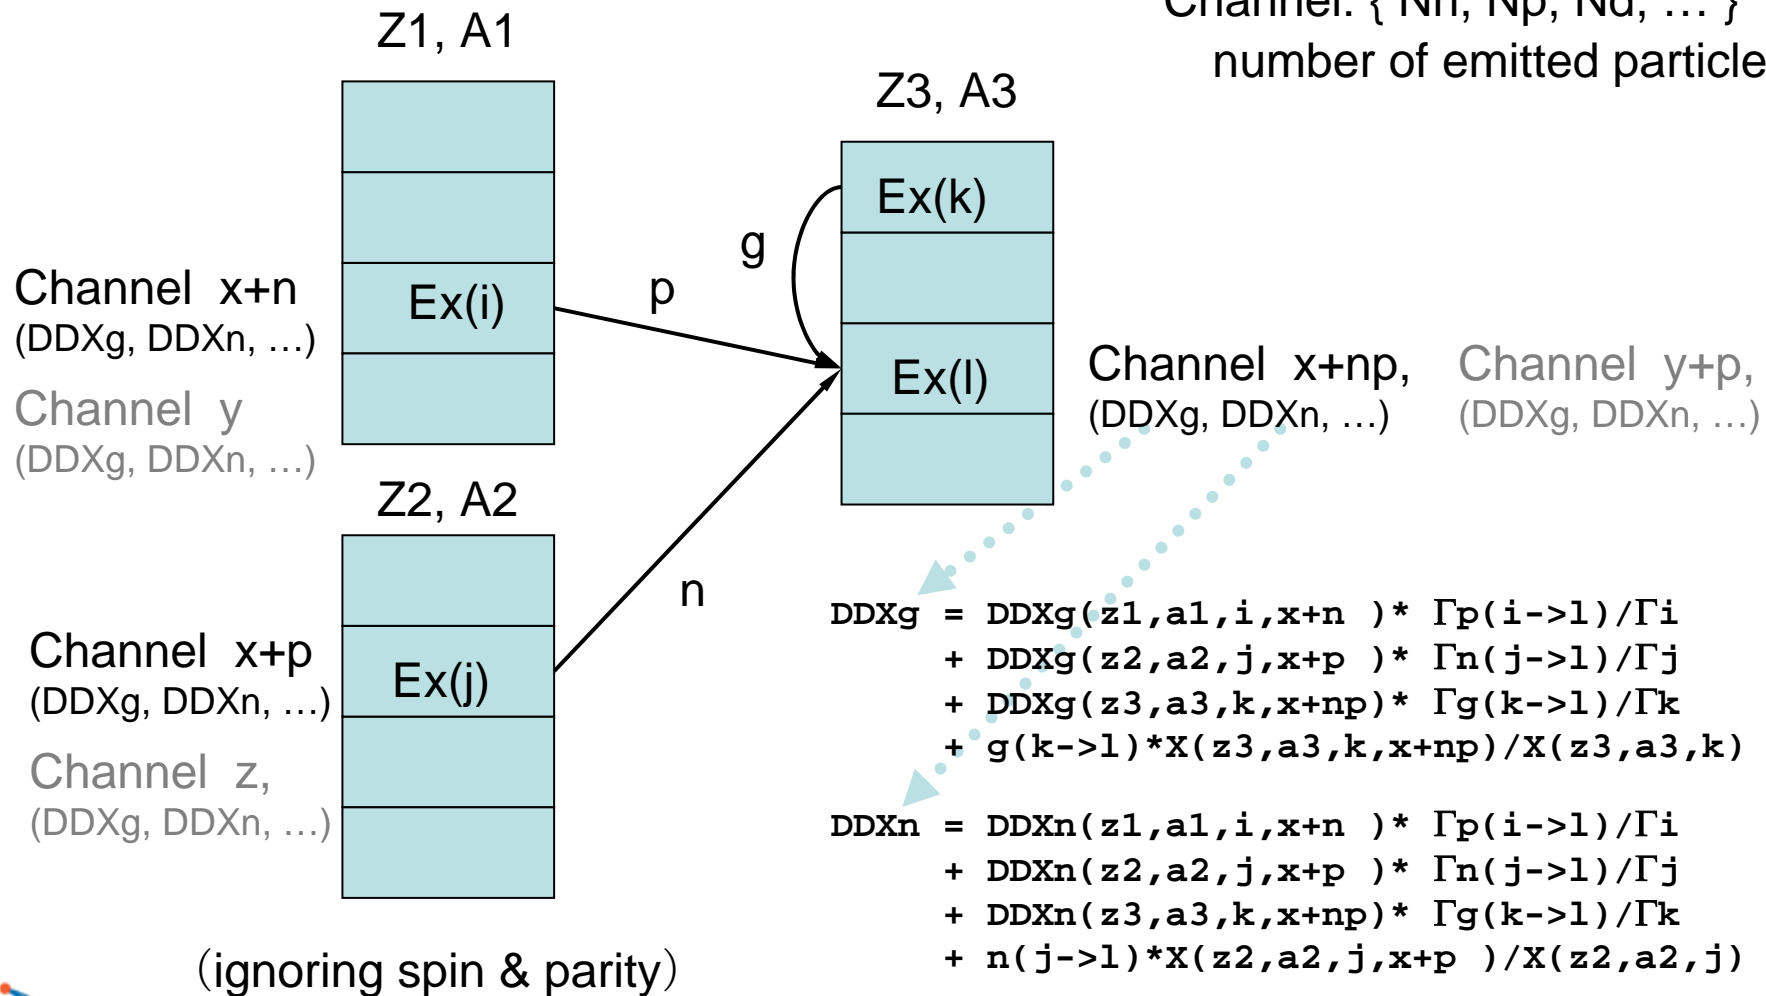 Channel: { Nn, Np, Nd, … }
number of emitted particle
Z1, A1
Z3, A3
Ex(k)
g
Channel x+n
(DDXg, DDXn, …)
Ex(i)
p
Channel y
(DDXg, DDXn, …)
Ex(l)
Channel x+np,
(DDXg, DDXn, …)
Channel y+p,
(DDXg, DDXn, …)
Z2, A2
n
Channel x+p
(DDXg, DDXn, …)
Ex(j)
Channel z,
(DDXg, DDXn, …)
DDXg = DDXg(z1,a1,i,x+n )* Γp(i->l)/Γi
+ DDXg(z2,a2,j,x+p )* Γn(j->l)/Γj
+ DDXg(z3,a3,k,x+np)* Γg(k->l)/Γk
+ g(k->l)*X(z3,a3,k,x+np)/X(z3,a3,k)
DDXn = DDXn(z1,a1,i,x+n )* Γp(i->l)/Γi
+ DDXn(z2,a2,j,x+p )* Γn(j->l)/Γj
+ DDXn(z3,a3,k,x+np)* Γg(k->l)/Γk
+ n(j->l)*X(z2,a2,j,x+p )/X(z2,a2,j)
（ignoring spin & parity）